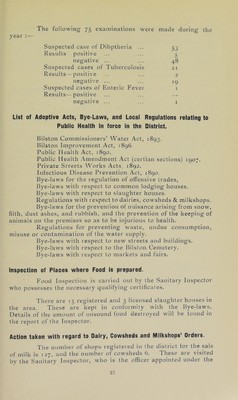 The following 75 examinations were made during the
year :—
Suspected case of Dihptheria ... 53
Results positive ... 5
negative ... 48
Suspected cases of Tuberculosis 21
Results—positive ... 2
negative ... 19
Suspected cases of Enteric Fever 1
Results—positive ... -
negative ... 1
List of Adoptive Acts, Bye-Laws, and Local Regulations relating to
Public Health in force in the District.
Bilston Commissioners' Water Act, 1893.
Bilston Improvement Act, 1896
Public Health Act, 1890.
Public Health Amendment Act (certian sections) 1907.
Private Srteets Works Acts 1892.
Infectious Disease Prevention Act, 1890.
Bye-laws for the regulation of offensive trades,
Bye-laws with respect to common lodging houses.
Bye-laws with respect to slaughter houses.
Regulations with respect to dairies, cowsheds & milkshops.
Bye-laws for the prevention of nuisance arising from snow,
filth, dust ashes, and rubbish, and the prevention of the keeping of
animals on the premises so as to be injurious to health.
Regulations for preventing waste, undue consumption,
misuse or contamination of the water supply.
Bye-laws with respect to new streets and buildings.
Bye-laws with respect to the Bilston Cemetery.
Bye-laws with respect to markets and fairs.
Inspection of Places where Food is prepared.
Food Inspection is carried out by the Sanitary Inspector
who possesses the necessary qualifying certificates.
There are 15 registered and 3 licensed slaughter houses in
the area. These are kept in conformity with the Bye-laws.
Details of the amount of unsound food destroyed will be found in
the report of the Inspector.
Action taken with regard to Dairy, Cowsheds and Milkshops' Orders.
The number of shops registered in the district for the sale
of milk is 127, and the number of cowsheds 6. These are visited
by the Sanitary Inspector, who is the officer appointed under the